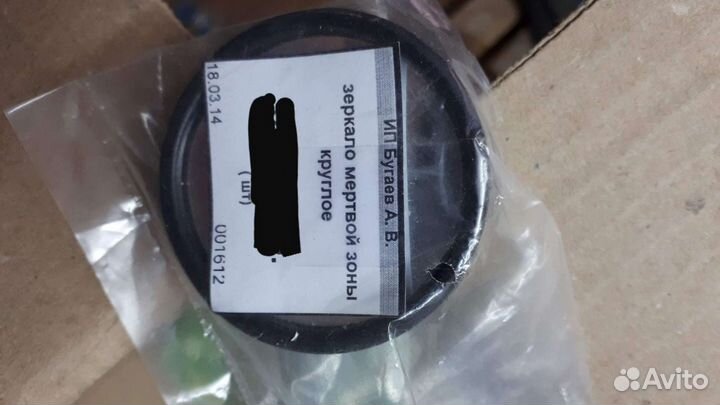 ИП Бугаев А. В.
зеркало мертвой зоны
круглое
( шт)
18.03.14
001612
Avito